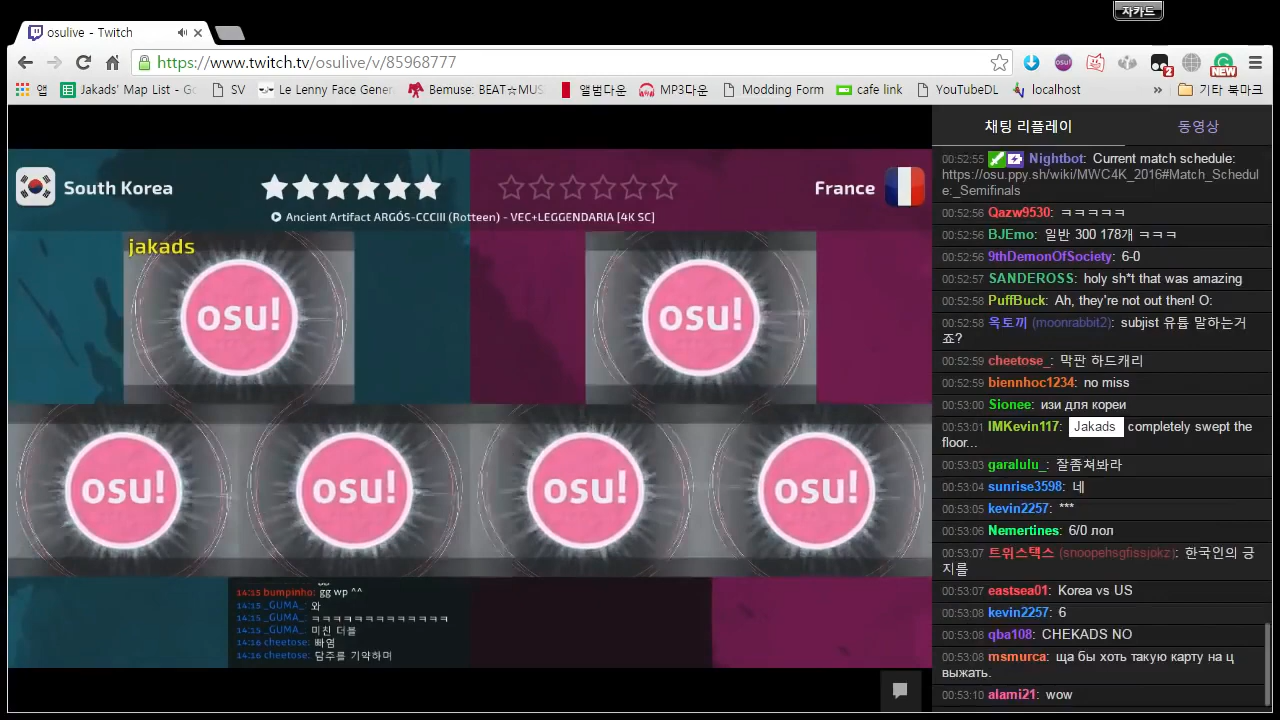 자카드
osulive - Twitch
https://www.twitch.tv/osulive/v/85968777
2
NEW
앱
Jakads' Map List - Go
SV
Le Lenny Face Gener
Bemuse: BEAT☆MUS
앨범다운
MP3다운
Modding Form
cafe link
YouTubeDL
localhost
»
기타 북마크
채팅 리플레이
동영상
South Korea
France
Ancient Artifact ARGÓS-CCCIII (Rotteen) - VEC+LEGGENDARIA [4K SC]
jakads
osu!
osu!
osu!
osu!
osu!
osu!
14:15 bumpinho: gg wp ^^
14:15 _GUMA_: 와
14:15 _GUMA_: ㅋㅋㅋㅋㅋㅋㅋㅋㅋㅋㅋㅋㅋ
14:15 _GUMA_: 미친 더블
14:16 cheetose: 빠염
14:16 cheetose: 담주를 기약하며
00:52:55 Nightbot: Current match schedule:
https://osu.ppy.sh/wiki/MWC4K_2016#Match_Schedul
e:_Semifinals
00:52:56 Qazw9530: ㅋㅋㅋㅋㅋ
00:52:56 BJEmo: 일반 300 178개 ㅋㅋㅋ
00:52:56 9thDemonOfSociety: 6-0
00:52:57 SANDEROSS: holy sh*t that was amazing
00:52:58 PuffBuck: Ah, they're not out then! O:
00:52:58 옥토끼 (moonrabbit2): subjist 유튭 말하는거
죠?
00:52:59 cheetose_: 막판 하드캐리
00:52:59 biennhoc1234: no miss
00:53:00 Sionee: изи для кореи
00:53:01 IMKevin117: Jakads completely swept the
floor...
00:53:03 garalulu_: 잘좀쳐봐라
00:53:04 sunrise3598: 네
00:53:05 kevin2257: ***
00:53:06 Nemertines: 6/0 лол
00:53:07 트위스텍스 (snoopehsgfissjokz): 한국인의 긍
지를
00:53:07 eastsea01: Korea vs US
00:53:08 kevin2257: 6
00:53:08 qba108: CHEKADS NO
00:53:08 msmurca: ща бы хоть такую карту на ц
выжать.
00:53:10 alami21: wow